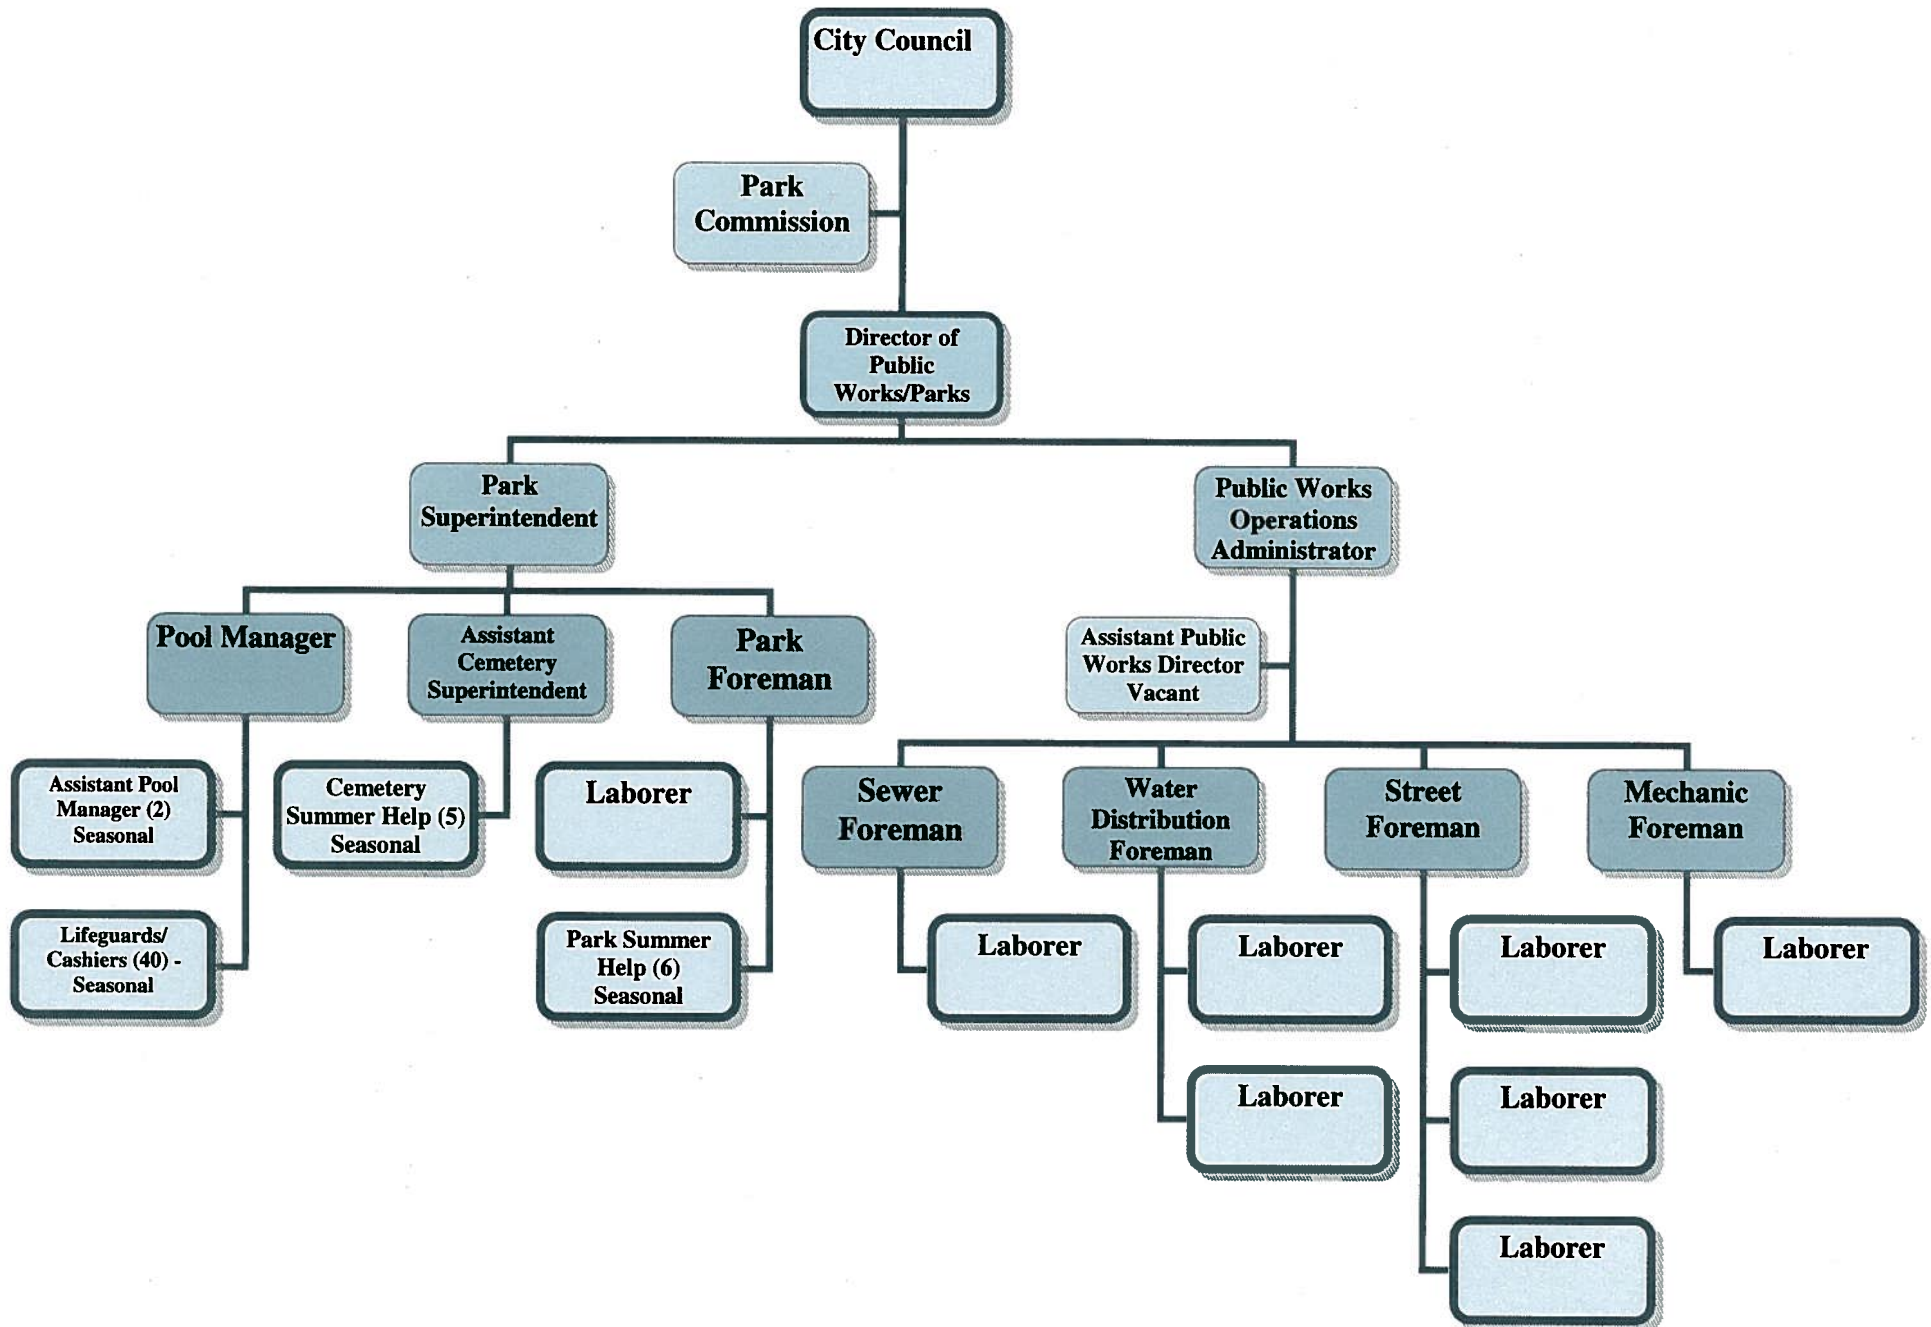 City Council
Park
Commission
Director of
Public
Works/Parks
Park
Superintendent
Public Works
Operations
Administrator
Pool Manager
Assistant
Cemetery
Superintendent
Park
Foreman
Assistant Public
Works Director
Vacant
Assistant Pool
Manager (2)
Seasonal
Cemetery
Summer Help (5)
Seasonal
Laborer
Sewer
Foreman
Water
Distribution
Foreman
Street
Foreman
Mechanic
Foreman
Lifeguards/
Cashiers (40) -
Seasonal
Park Summer
Help (6)
Seasonal
Laborer
Laborer
Laborer
Laborer
Laborer
Laborer
Laborer